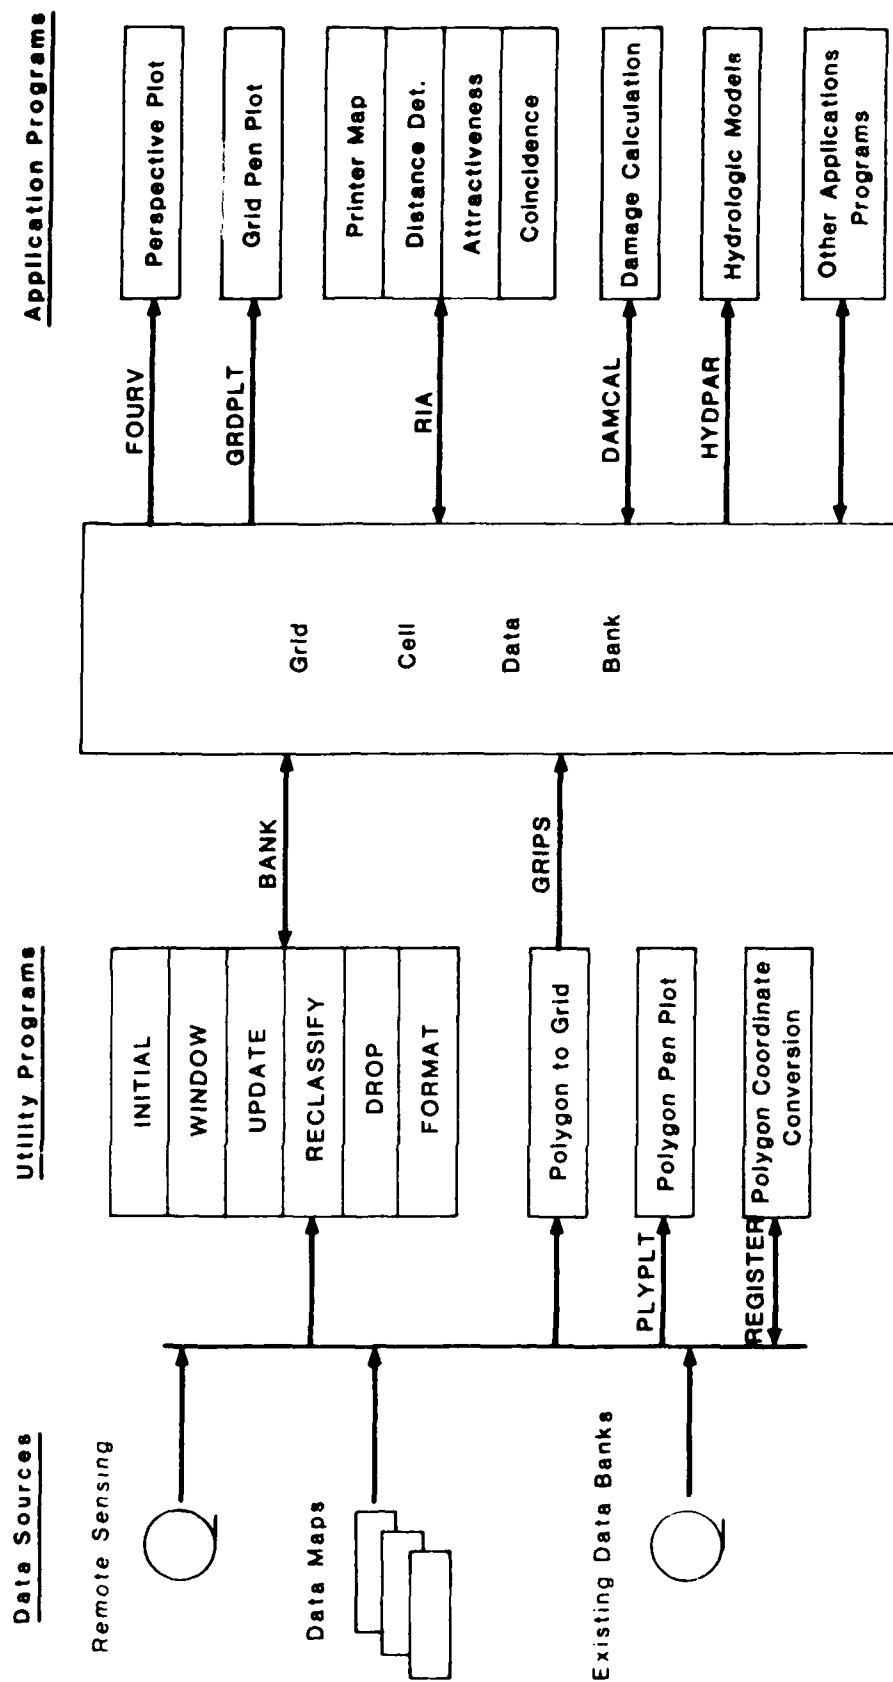 Data Sources
Remote Sensing
Data Maps
Existing Data Banks
Utility Programs
INITIAL
WINDOW
UPDATE
RECLASSIFY
DROP
FORMAT
Polygon to Grid
PLYPLT
Polygon Pen Plot
REGISTER
Polygon Coordinate
Conversion
BANK
GRIPS
Grid
Cell
Data
Bank
Application Programs
FOURV
Perspective Plot
GRDPLT
Grid Pen Plot
RIA
Printer Map
Distance Det.
Attractiveness
Coincidence
DAMCAL
Damage Calculation
HYDPAR
Hydrologic Models
Other Applications
Programs